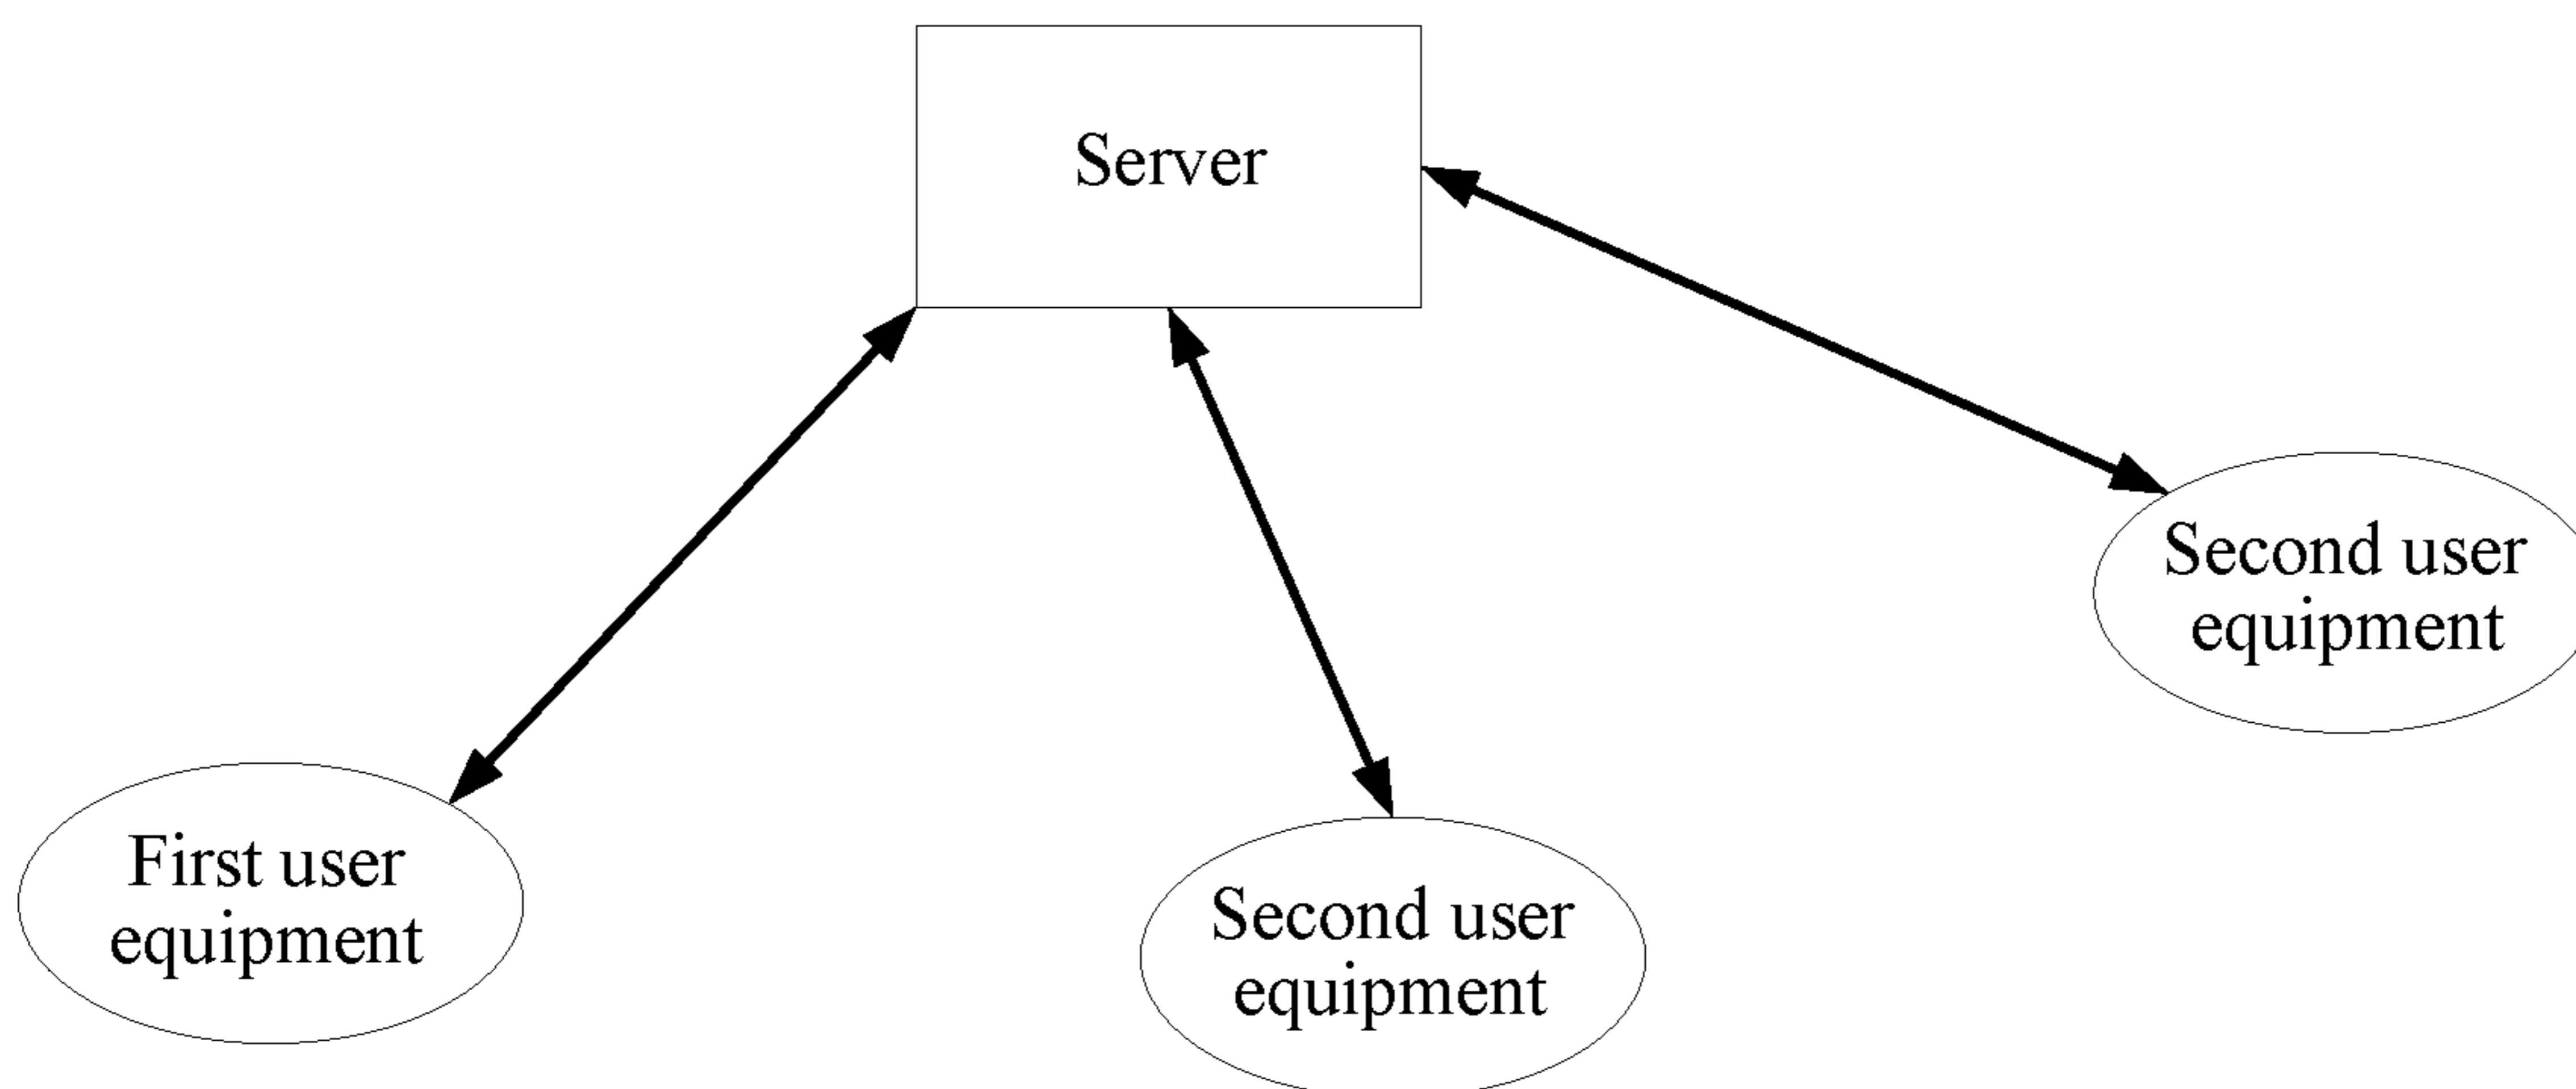 Server
Second user
equipment
First user
equipment
Second user
equipment